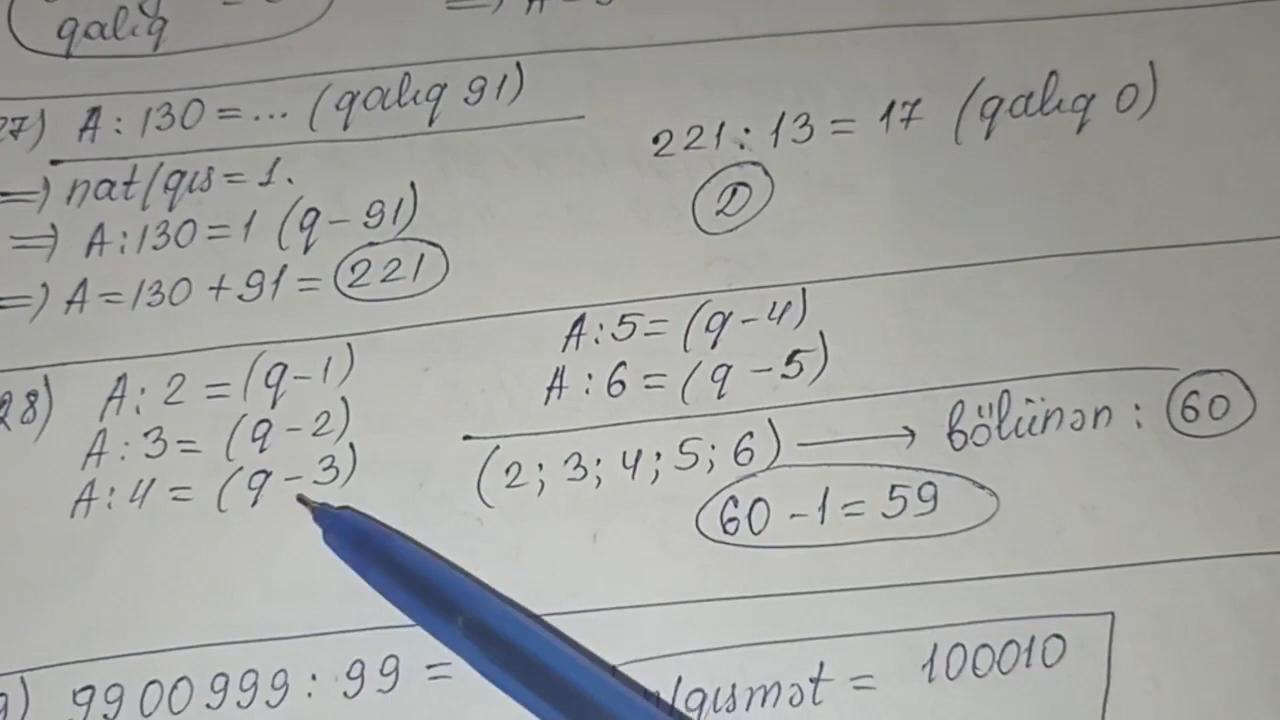 qalıq
27) A : 130 = ... (qalıq 91)
=> nat/qıs = 1.
=> A : 130 = 1 (q - 91)
=> A = 130 + 91 = 221
221 : 13 = 17 (qalıq 0)
D
28) A : 2 = (q - 1)
A : 3 = (q - 2)
A : 4 = (q - 3)
A : 5 = (q - 4)
A : 6 = (q - 5)
(2; 3; 4; 5; 6) → bölünən : 60
60 - 1 = 59
9900999 : 99 =
/qısmət = 100010